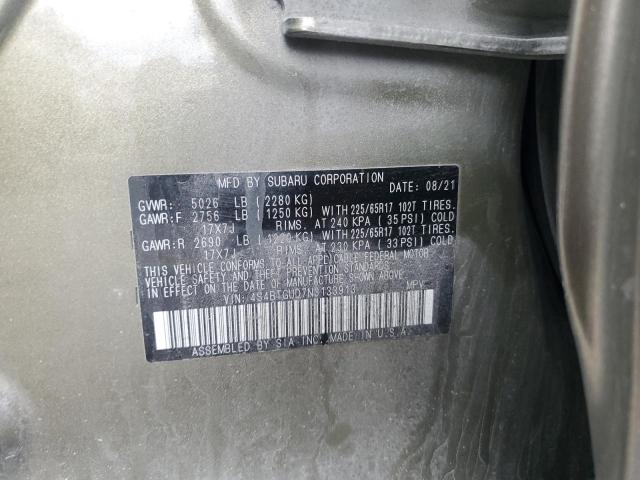 MFD BY SUBARU CORPORATION DATE: 08/21
GVWR: 5026 LB ( 2280 KG)
GAWR:F 2756 LB ( 1250 KG) WITH 225/65R17 102T TIRES.
17X7J RIMS. AT 240 KPA ( 35 PSI) COLD
GAWR:R 2690 LB ( 1220 KG) WITH 225/65R17 102T TIRES.
17X7J RIMS. AT 230 KPA ( 33 PSI) COLD
THIS VEHICLE CONFORMS TO ALL APPLICABLE FEDERAL MOTOR
VEHICLE SAFETY AND THEFT PREVENTION STANDARDS
IN EFFECT ON THE DATE OF MANUFACTURE SHOWN ABOVE.
VIN: MPV
ASSEMBLED BY SIA INC. MADE IN U.S.A.